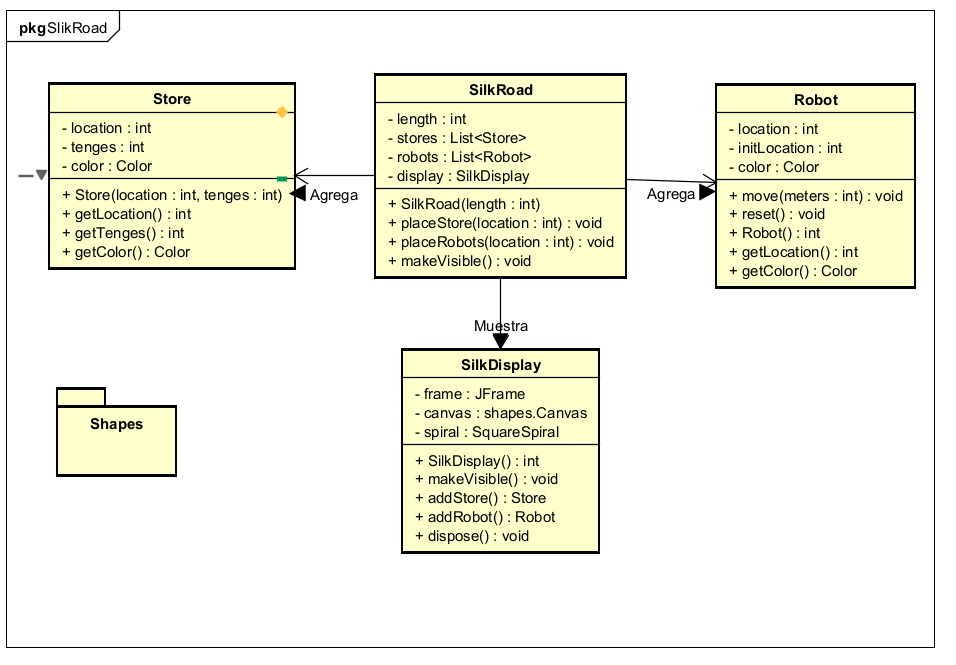 pkg SlikRoad
Store
- location : int
- tenges : int
- color : Color
+ Store(location : int, tenges : int)
+ getLocation() : int
+ getTenges() : int
+ getColor() : Color
Agrega
SilkRoad
- length : int
- stores : List<Store>
- robots : List<Robot>
- display : SilkDisplay
+ SilkRoad(length : int)
+ placeStore(location : int) : void
+ placeRobots(location : int) : void
+ makeVisible() : void
Agrega
Robot
- location : int
- initLocation : int
- color : Color
+ move(meters : int) : void
+ reset() : void
+ Robot() : int
+ getLocation() : int
+ getColor() : Color
Muestra
SilkDisplay
- frame : JFrame
- canvas : shapes.Canvas
- spiral : SquareSpiral
+ SilkDisplay() : int
+ makeVisible() : void
+ addStore() : Store
+ addRobot() : Robot
+ dispose() : void
Shapes